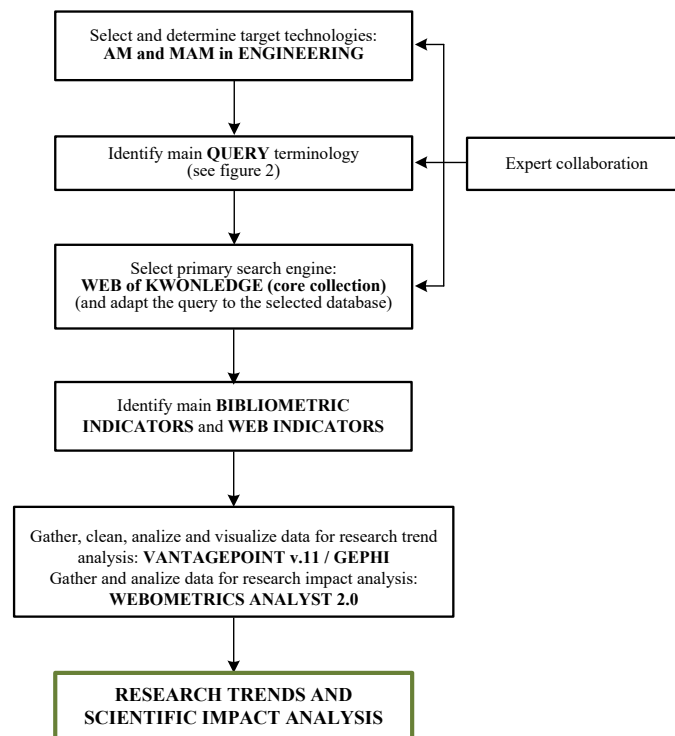 Select and determine target technologies:
AM and MAM in ENGINEERING
Identify main QUERY terminology
(see figure 2)
Expert collaboration
Select primary search engine:
WEB of KWONLEDGE (core collection)
(and adapt the query to the selected database)
Identify main BIBLIOMETRIC
INDICATORS and WEB INDICATORS
Gather, clean, analize and visualize data for research trend
analysis: VANTAGEPOINT v.11 / GEPHI
Gather and analize data for research impact analysis:
WEBOMETRICS ANALYST 2.0
RESEARCH TRENDS AND
SCIENTIFIC IMPACT ANALYSIS